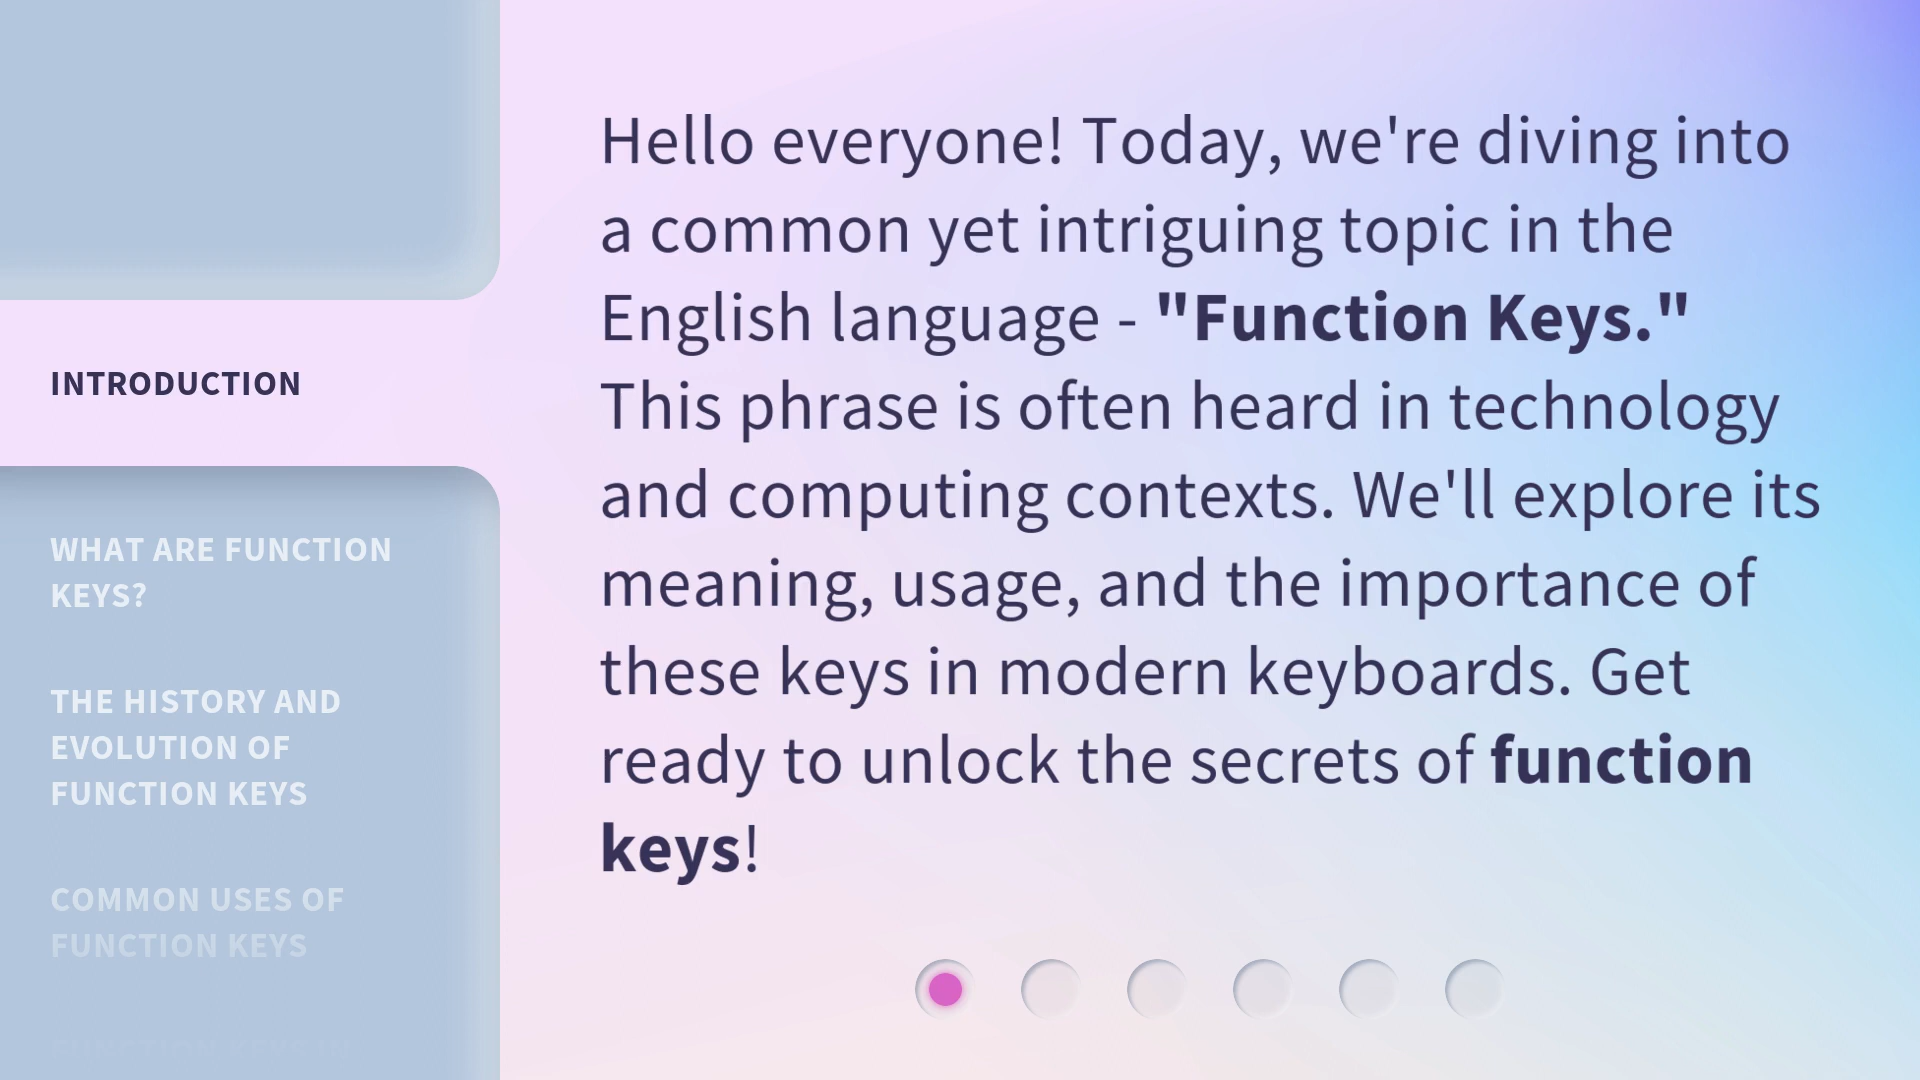 INTRODUCTION
WHAT ARE FUNCTION
KEYS?
THE HISTORY AND
EVOLUTION OF
FUNCTION KEYS
COMMON USES OF
FUNCTION KEYS
FUNCTION KEYS IN
Hello everyone! Today, we're diving into
a common yet intriguing topic in the
English language - "Function Keys."
This phrase is often heard in technology
and computing contexts. We'll explore its
meaning, usage, and the importance of
these keys in modern keyboards. Get
ready to unlock the secrets of function
keys!